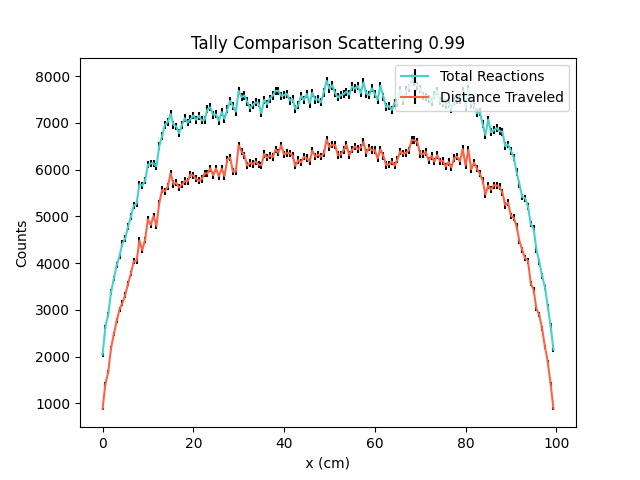 Tally Comparison Scattering 0.99
Total Reactions
Distance Traveled
8000
7000
6000
5000
4000
3000
2000
1000
Counts
0 20 40 60 80 100
x (cm)